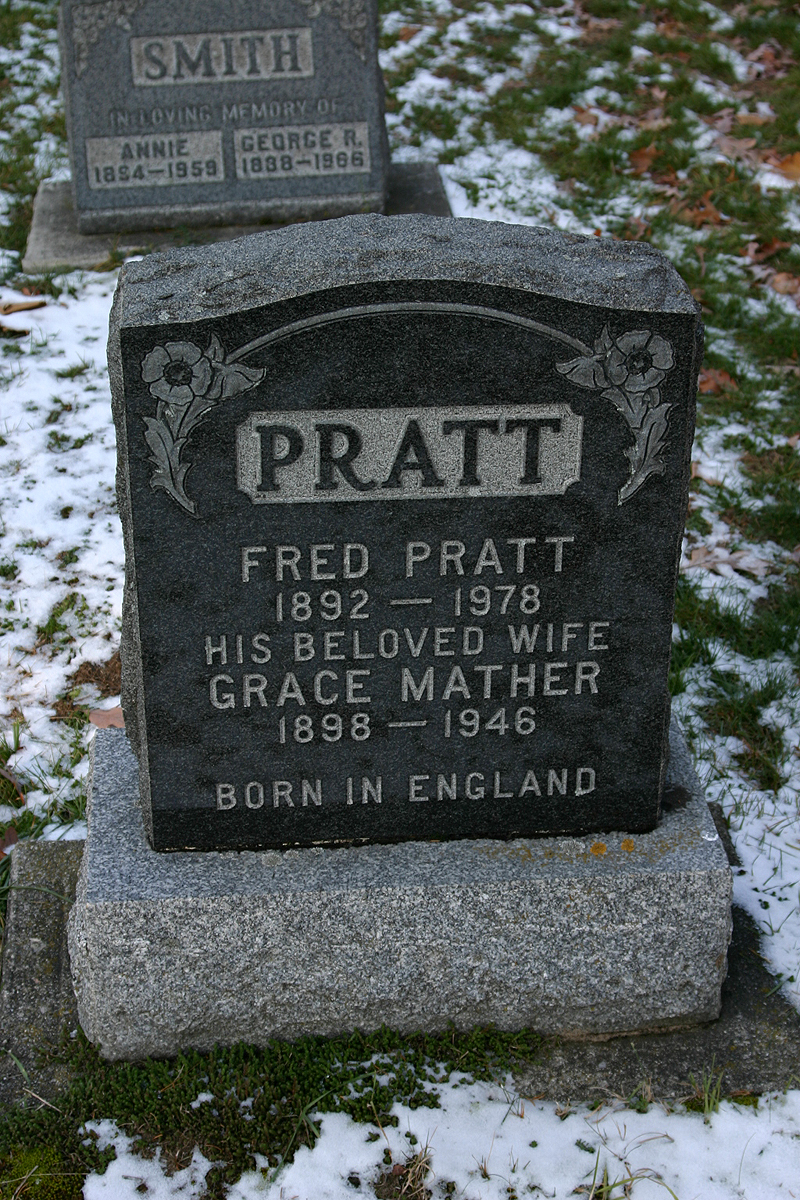 SMITH
IN LOVING MEMORY OF
ANNIE GEORGE R.
1894–1959 1888–1966
PRATT
FRED PRATT
1892 — 1978
HIS BELOVED WIFE
GRACE MATHER
1898 — 1946
BORN IN ENGLAND